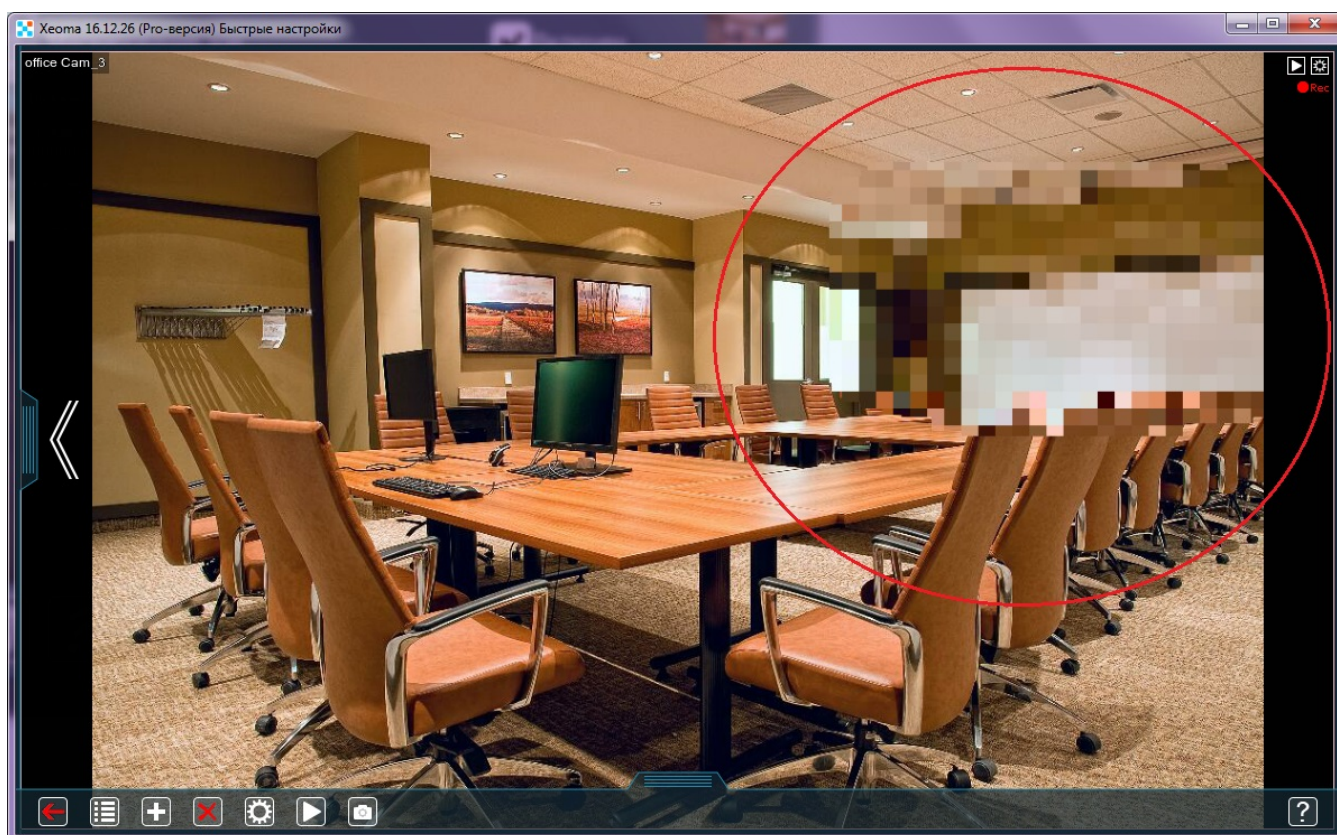 Xeoma 16.12.26 (Pro-версия) Быстрые настройки
office Cam_3
Rec
?